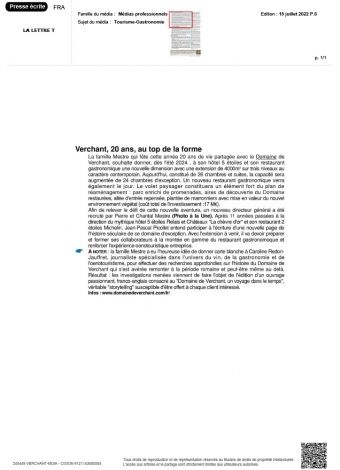 Presse écrite FRA
Famille du média : Médias professionnels
Edition : 18 juillet 2022 P.6
Sujet du média : Tourisme-Gastronomie
LA LETTRE T
p. 1/1
Verchant, 20 ans, au top de la forme
La famille Mestre qui fête cette année 20 ans de vie partagée avec le Domaine de
Verchant, souhaite donner, dès l'été 2024 , à son hôtel 5 étoiles et son restaurant
gastronomique une nouvelle dimension avec une extension de 4000m² sur trois niveaux au
caractère contemporain. Aujourd'hui, constitué de 26 chambres et suites, la capacité sera
augmentée de 24 chambres d'exception. Un nouveau restaurant gastronomique verra
également le jour. Le volet paysager constituera un élément fort du plan de
réaménagement : parc enrichi de promenades, aires de découverte du Domaine
restaurées, allée d'entrée repensée, plantée de marronniers avec mise en valeur du nouvel
environnement végétal (coût total de l'investissement :17 M€).
Afin de relever le défi de cette nouvelle aventure, un nouveau directeur général a été
recruté par Pierre et Chantal Mestre (Photo à la Une). Après 11 années passées à la
direction du mythique hôtel 5 étoiles Relais et Châteaux "La chèvre d'or" et son restaurant 2
étoiles Michelin, Jean-Pascal Picollet entend participer à l'écriture d'une nouvelle page de
l'histoire séculaire de ce domaine d'exception. Avec l'extension à venir, il va devoir préparer
et former ses collaborateurs à la montée en gamme du restaurant gastronomique et
renforcer l'expérience oenotouristique entreprise.
A NOTER : la famille Mestre a eu l'heureuse idée de donner carte blanche à Caroline Redon-
Jauffret, journaliste spécialisée dans l'univers du vin, de la gastronomie et de
l'oenotourisme, pour effectuer des recherches approfondies sur l'histoire du Domaine de
Verchant qui s'est avérée remonter à la période romaine et peut-être même au delà.
Résultat : les investigations menées viennent de faire l'objet de l'édition d'un ouvrage
passionnant, franco-anglais consacré au "Domaine de Verchant, un voyage dans le temps",
véritable "storytelling" susceptible d'être offert à chaque client intéressé.
Infos : www.domainedeverchant.com/fr/
Tous droits de reproduction et de représentation réservés au titulaire de droits de propriété intellectuelle
L'accès aux articles et le partage sont strictement limités aux utilisateurs autorisés.